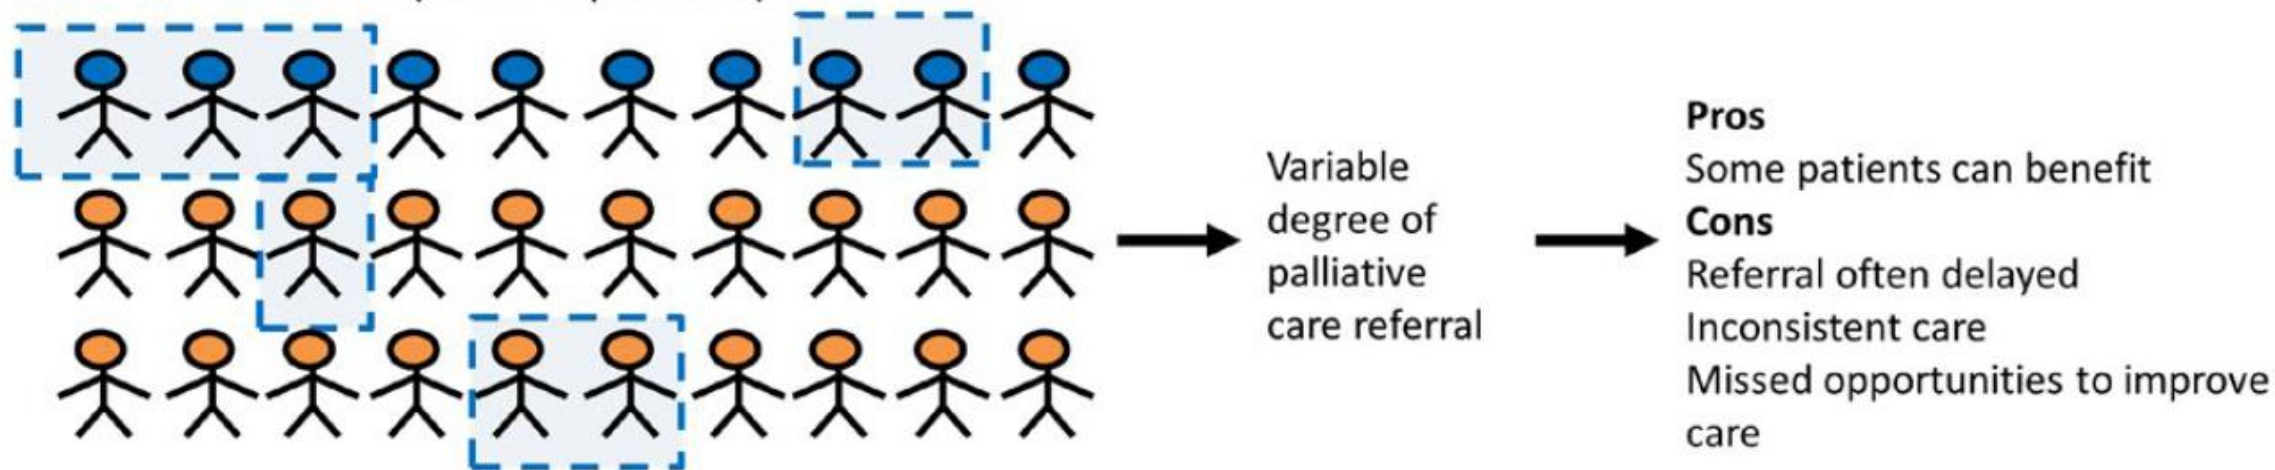 Variable
degree of
palliative
care referral
Pros
Some patients can benefit
Cons
Referral often delayed
Inconsistent care
Missed opportunities to improve
care